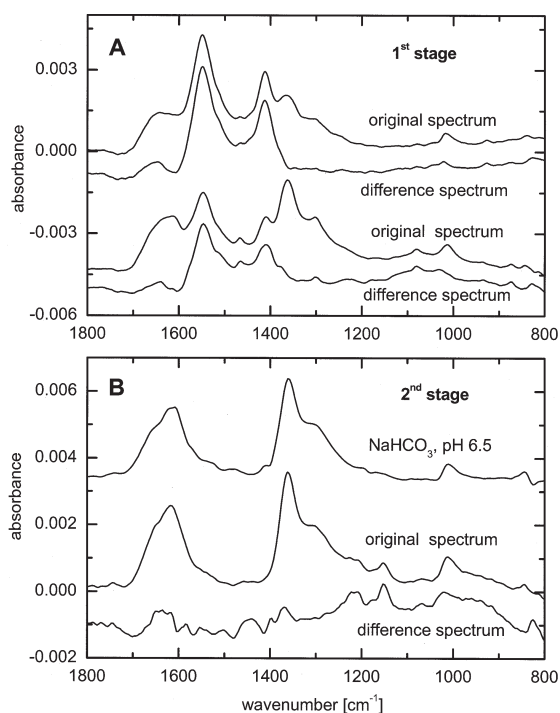 A
1st stage
0.003
original spectrum
0.000
difference spectrum
absorbance
-0.003
original spectrum
difference spectrum
-0.006
1800 1600 1400 1200 1000 800
B
2nd stage
0.006
NaHCO3, pH 6.5
0.004
absorbance
0.002
original spectrum
0.000
difference spectrum
-0.002
1800 1600 1400 1200 1000 800
wavenumber [cm-1]